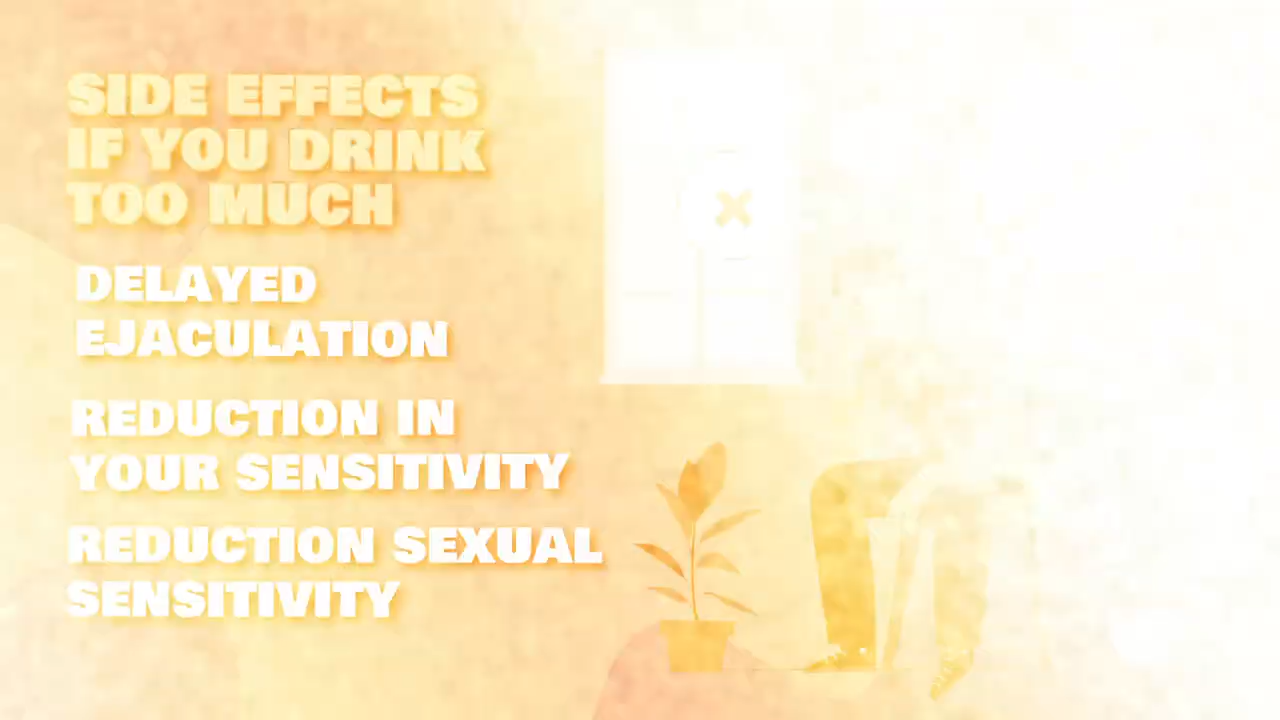 SIDE EFFECTS
IF YOU DRINK
TOO MUCH
DELAYED
EJACULATION
REDUCTION IN
YOUR SENSITIVITY
REDUCTION SEXUAL
SENSITIVITY